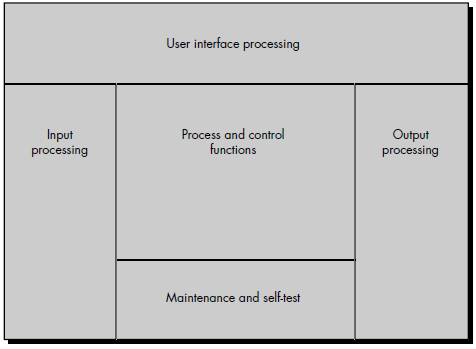 User interface processing
Input
processing
Process and control
functions
Output
processing
Maintenance and self-test